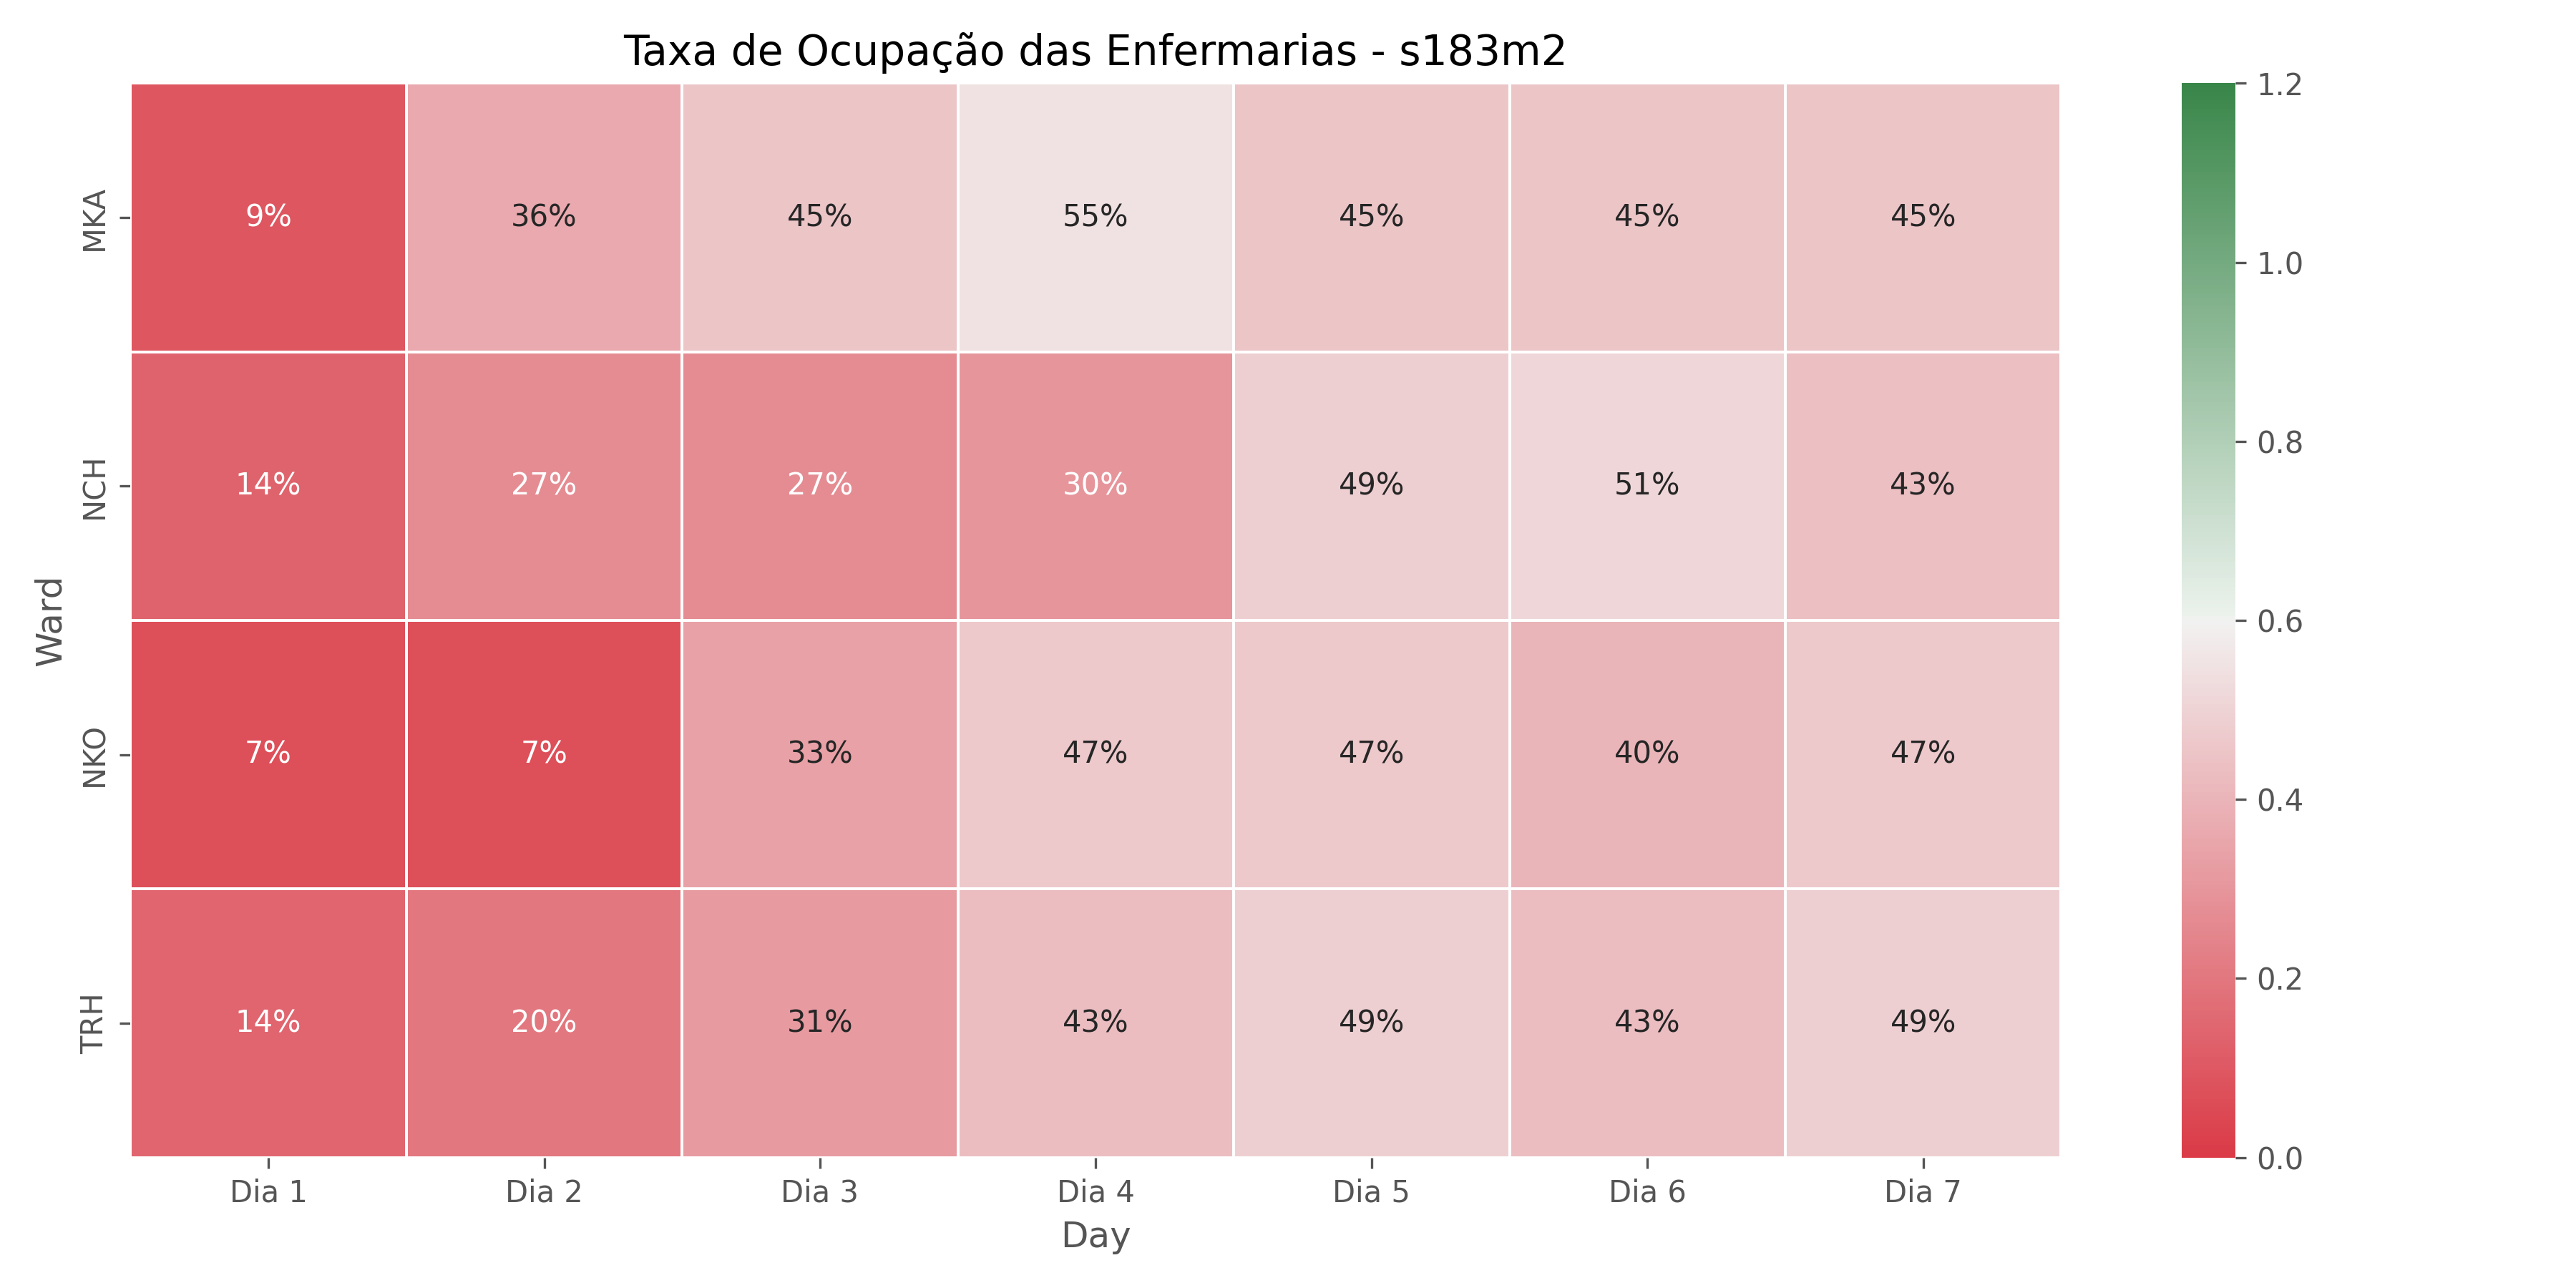 Taxa de Ocupação das Enfermarias - s183m2
Ward
MKA 9% 36% 45% 55% 45% 45% 45%
NCH 14% 27% 27% 30% 49% 51% 43%
NKO 7% 7% 33% 47% 47% 40% 47%
TRH 14% 20% 31% 43% 49% 43% 49%
Dia 1 Dia 2 Dia 3 Dia 4 Dia 5 Dia 6 Dia 7
Day
1.2
1.0
0.8
0.6
0.4
0.2
0.0